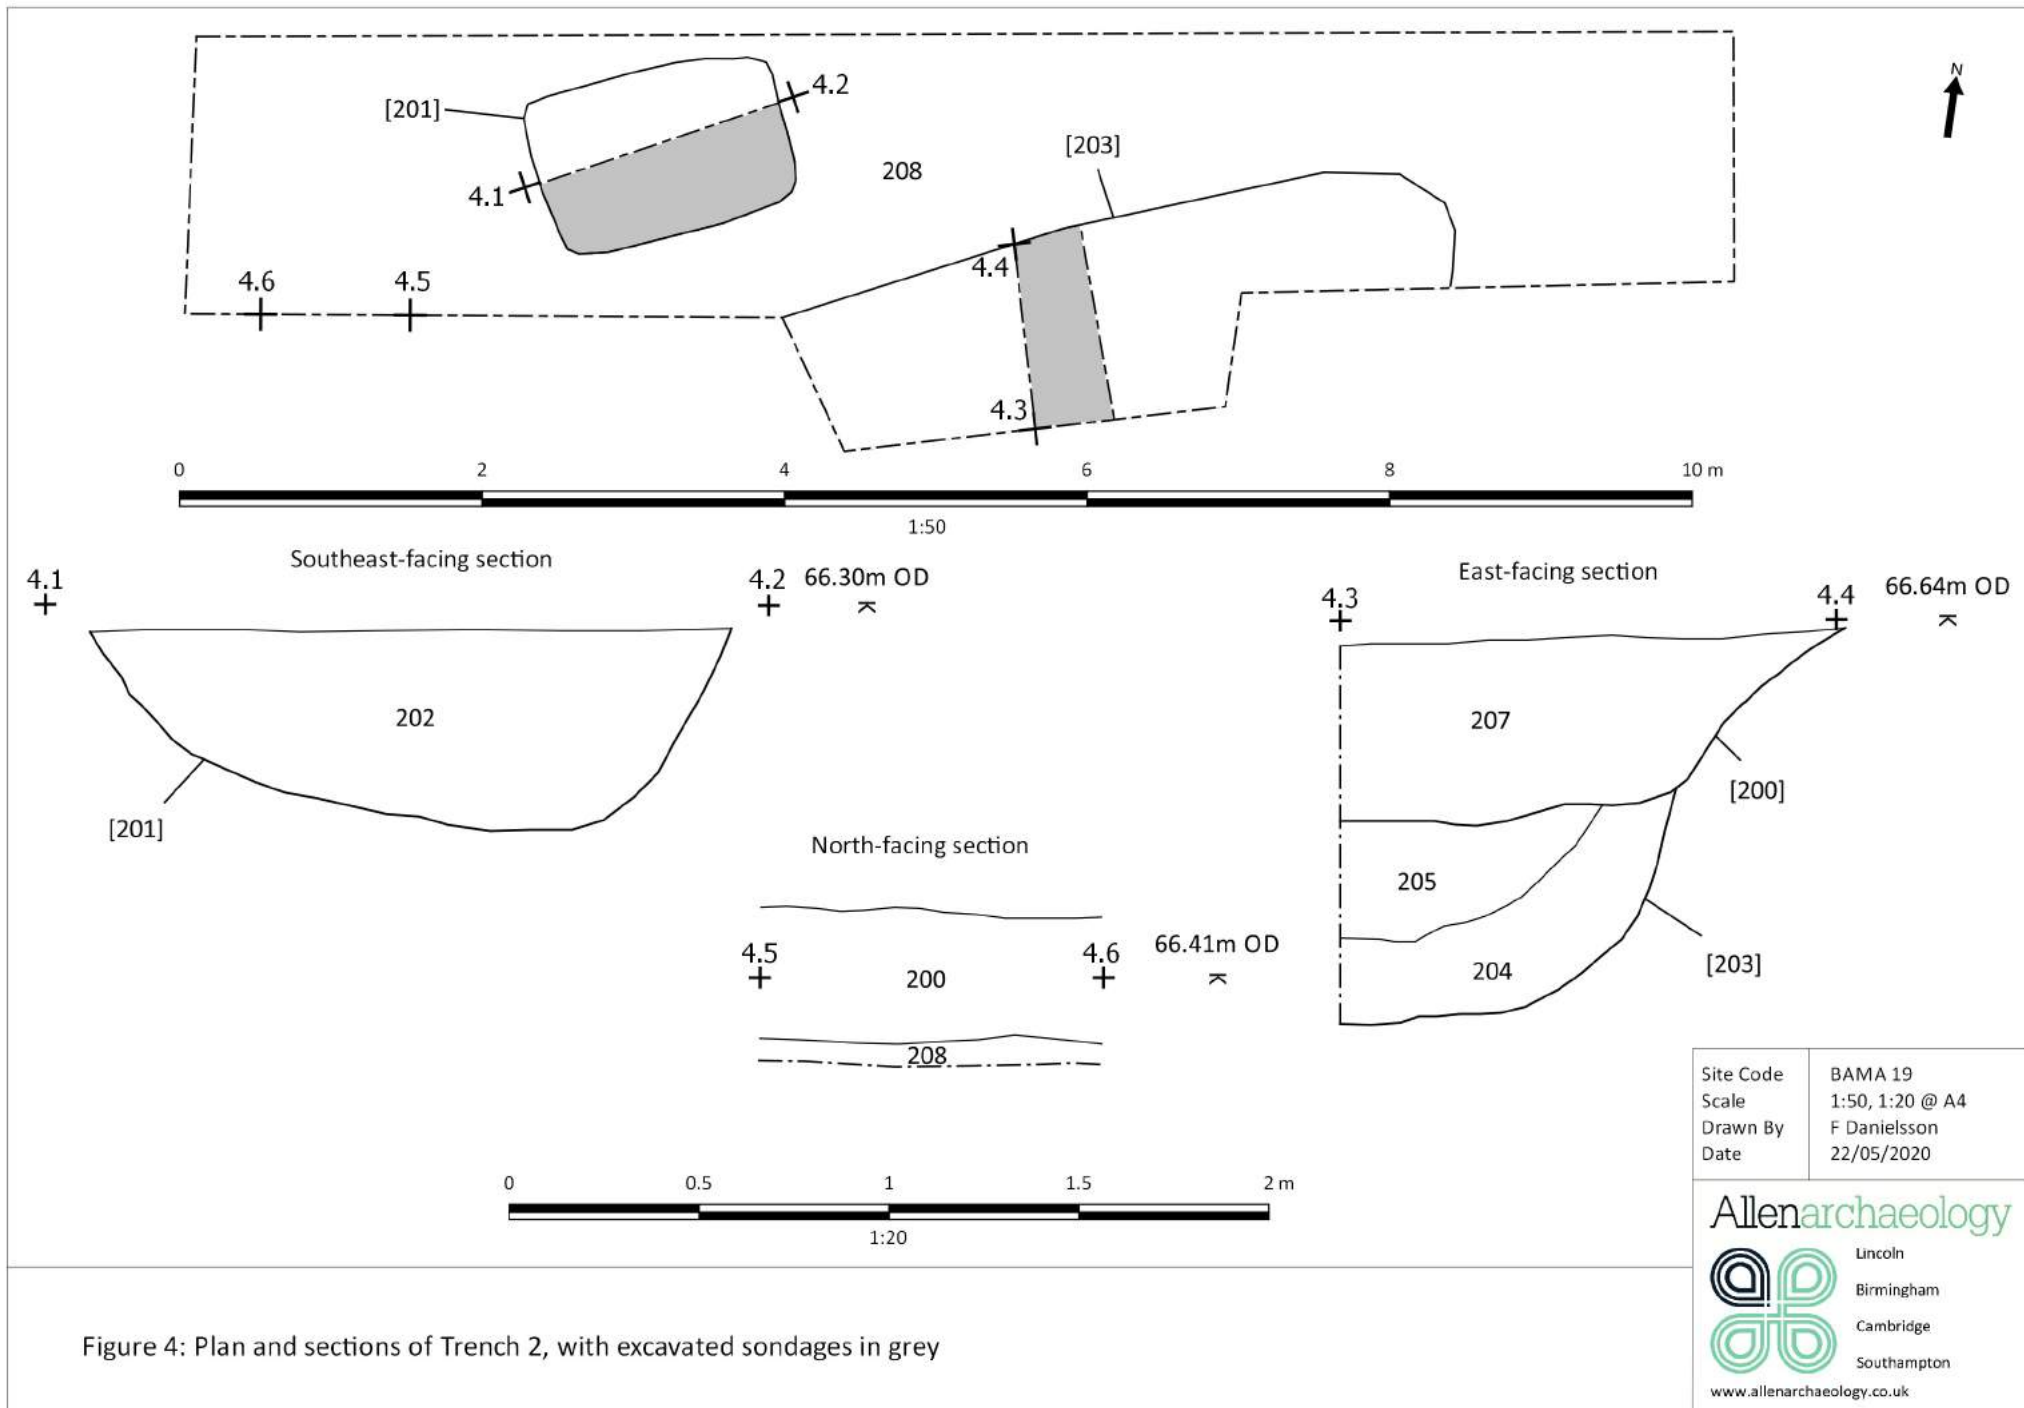 N
4.2
[201]
[203]
208
4.1
4.4
4.6
4.5
4.3
0 2 4 6 8 10 m
1:50
Southeast-facing section
4.1
4.2 66.30m OD
202
[201]
East-facing section
4.3
4.4 66.64m OD
207
[200]
205
204
[203]
North-facing section
4.5
4.6 66.41m OD
200
208
0 0.5 1 1.5 2 m
1:20
Site Code BAMA 19
Scale 1:50, 1:20 @ A4
Drawn By F Danielsson
Date 22/05/2020
Allenarchaeology
Lincoln
Birmingham
Cambridge
Southampton
www.allenarchaeology.co.uk
Figure 4: Plan and sections of Trench 2, with excavated sondages in grey